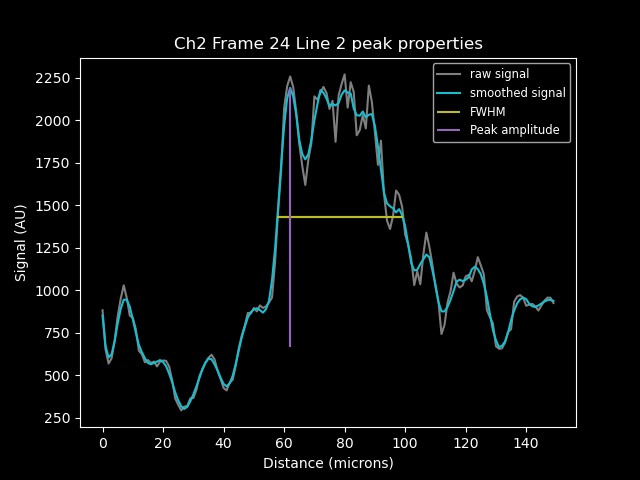 Ch2 Frame 24 Line 2 peak properties
raw signal
smoothed signal
FWHM
Peak amplitude
Signal (AU)
2250
2000
1750
1500
1250
1000
750
500
250
0 20 40 60 80 100 120 140
Distance (microns)